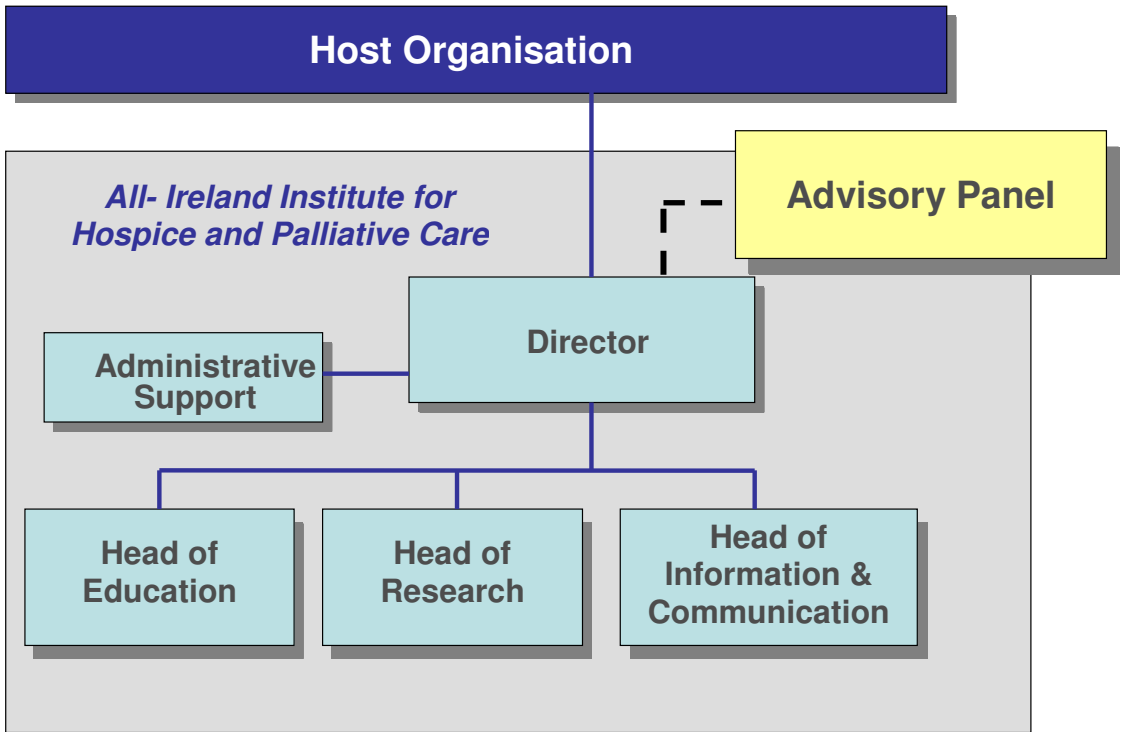 Host Organisation
Advisory Panel
All- Ireland Institute for
Hospice and Palliative Care
Director
Administrative
Support
Head of
Education
Head of
Research
Head of
Information &
Communication